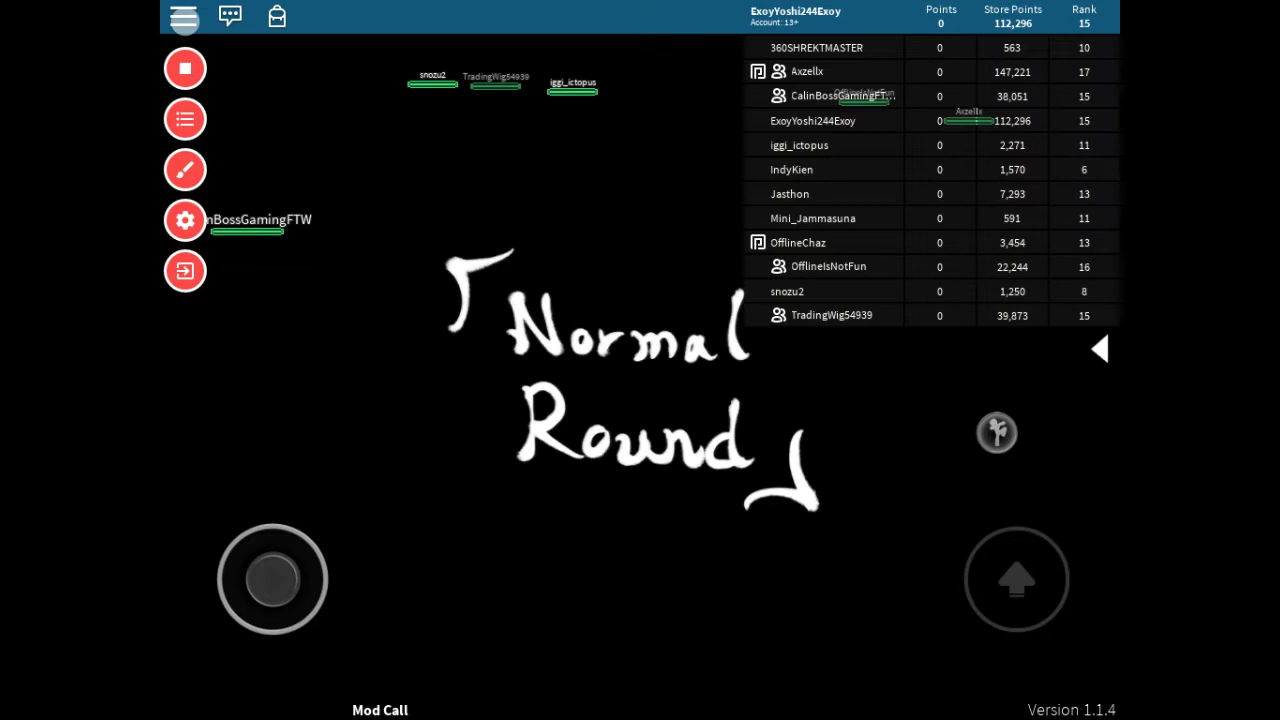 ExoyYoshi244Exoy
Account: 13+
Points Store Points Rank
0 112,296 15
360SHREKTMASTER 0 563 10
Axzellx 0 147,221 17
CalinBossGamingFT... 0 38,051 15
OfflineIsNotFun
Axzellx
ExoyYoshi244Exoy 0 112,296 15
iggi_ictopus 0 2,271 11
IndyKien 0 1,570 6
Jasthon 0 7,293 13
Mini_Jammasuna 0 591 11
OfflineChaz 0 3,454 13
OfflineIsNotFun 0 22,244 16
snozu2 0 1,250 8
TradingWig54939 0 39,873 15
snozu2
TradingWig54939
iggi_ictopus
nBossGamingFTW
「Normal
Round」
Mod Call
Version 1.1.4